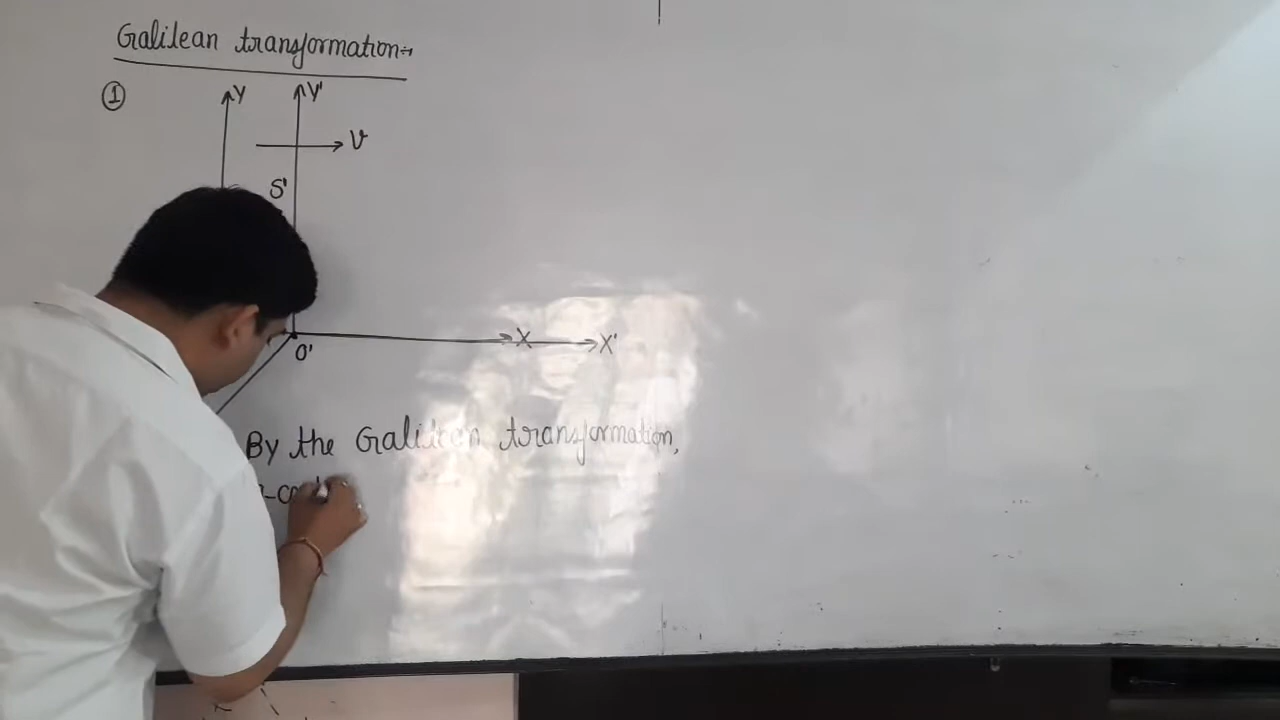 Galilean transformation:→
①
Y Y'
V
S'
X X'
O'
By the Galilean transformation,